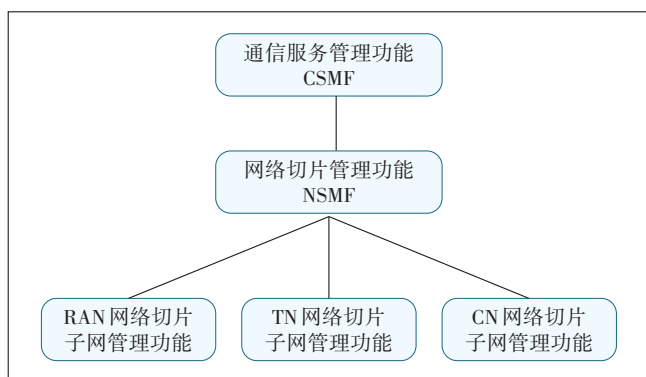 通信服务管理功能
CSMF
网络切片管理功能
NSMF
RAN 网络切片
子网管理功能
TN 网络切片
子网管理功能
CN 网络切片
子网管理功能